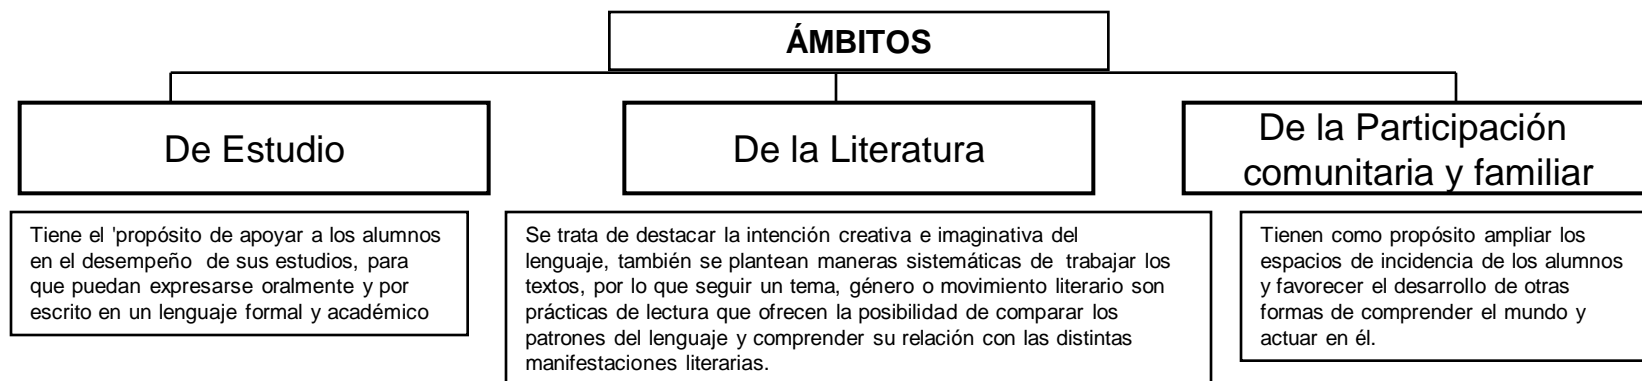 ÁMBITOS
De Estudio
De la Literatura
De la Participación
comunitaria y familiar
Tiene el 'propósito de apoyar a los alumnos
en el desempeño de sus estudios, para
que puedan expresarse oralmente y por
escrito en un lenguaje formal y académico
Se trata de destacar la intención creativa e imaginativa del
lenguaje, también se plantean maneras sistemáticas de trabajar los
textos, por lo que seguir un tema, género o movimiento literario son
prácticas de lectura que ofrecen la posibilidad de comparar los
patrones del lenguaje y comprender su relación con las distintas
manifestaciones literarias.
Tienen como propósito ampliar los
espacios de incidencia de los alumnos
y favorecer el desarrollo de otras
formas de comprender el mundo y
actuar en él.